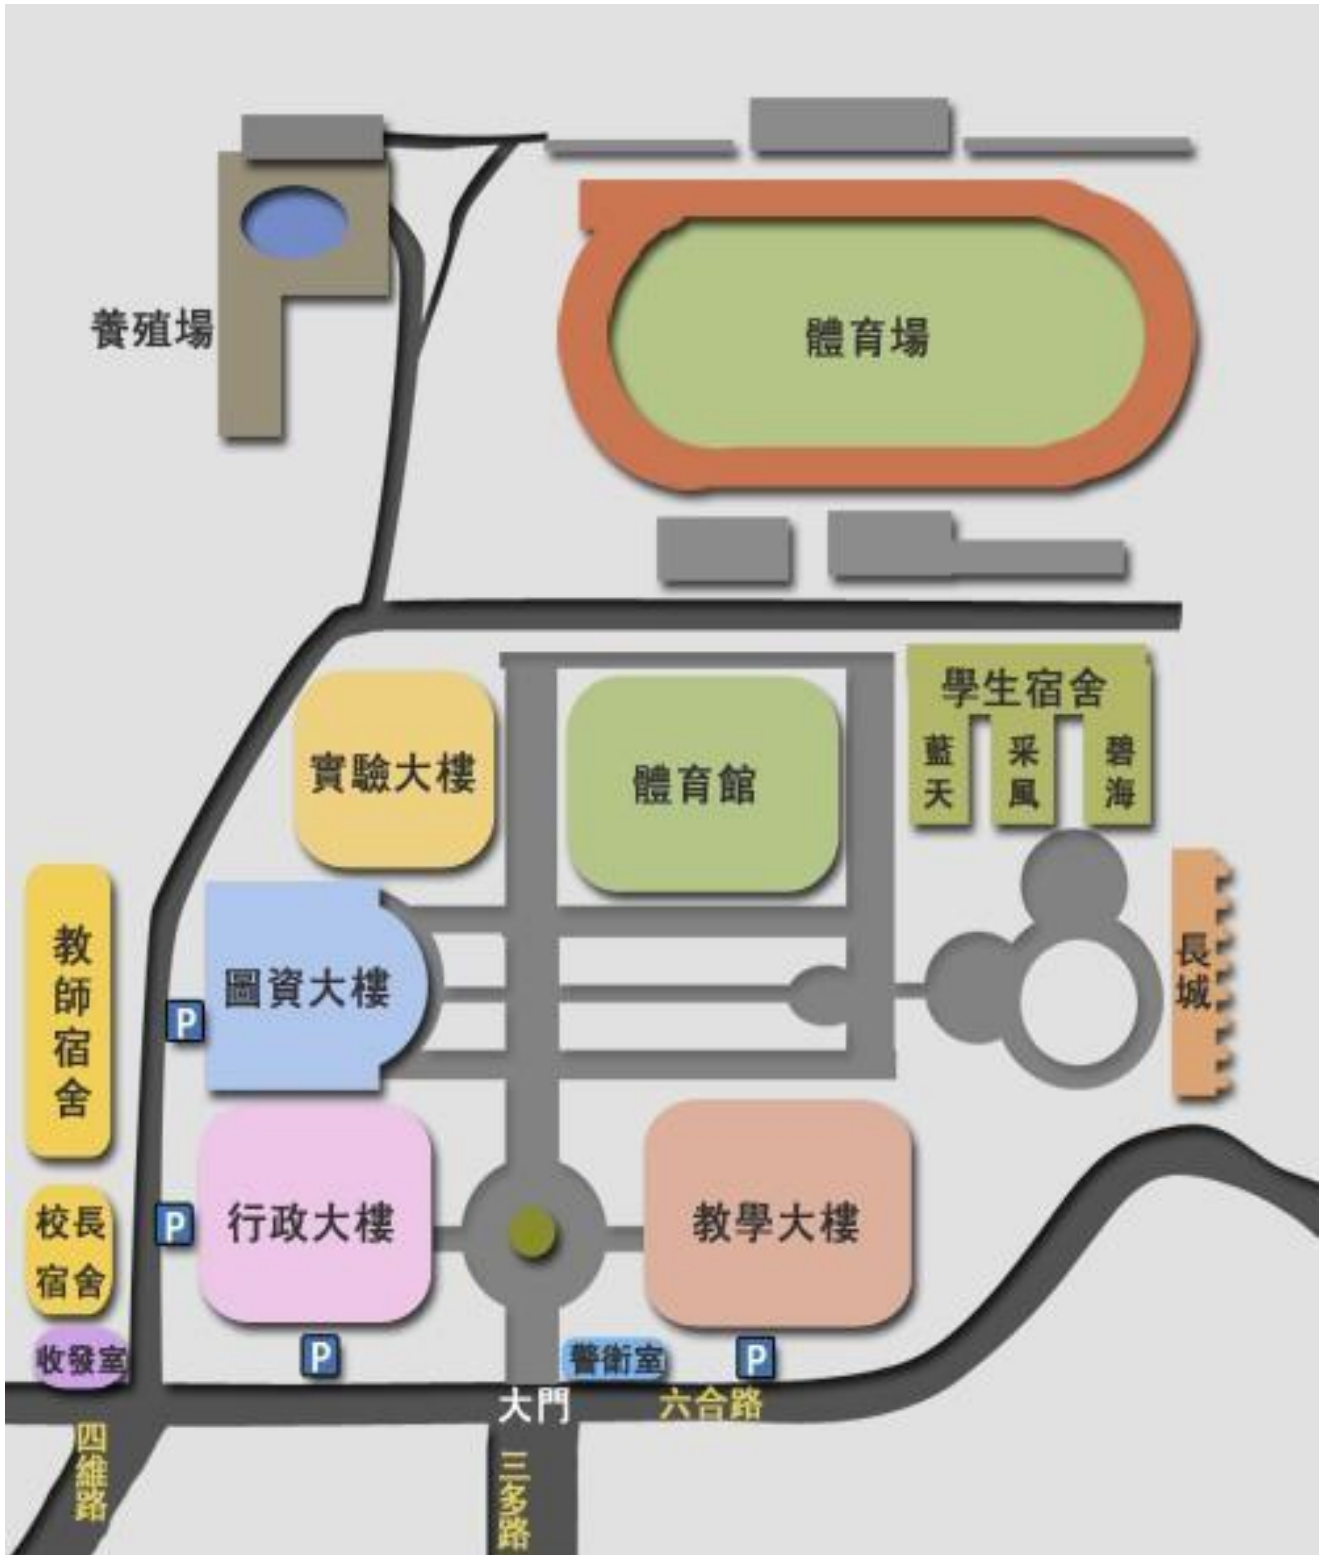 養殖場
體育場
學生宿舍
藍天
采風
碧海
實驗大樓
體育館
教師宿舍
圖資大樓
長城
P
行政大樓
教學大樓
P
校長
宿舍
收發室
P
警衛室
P
大門
六合路
四維路
三多路